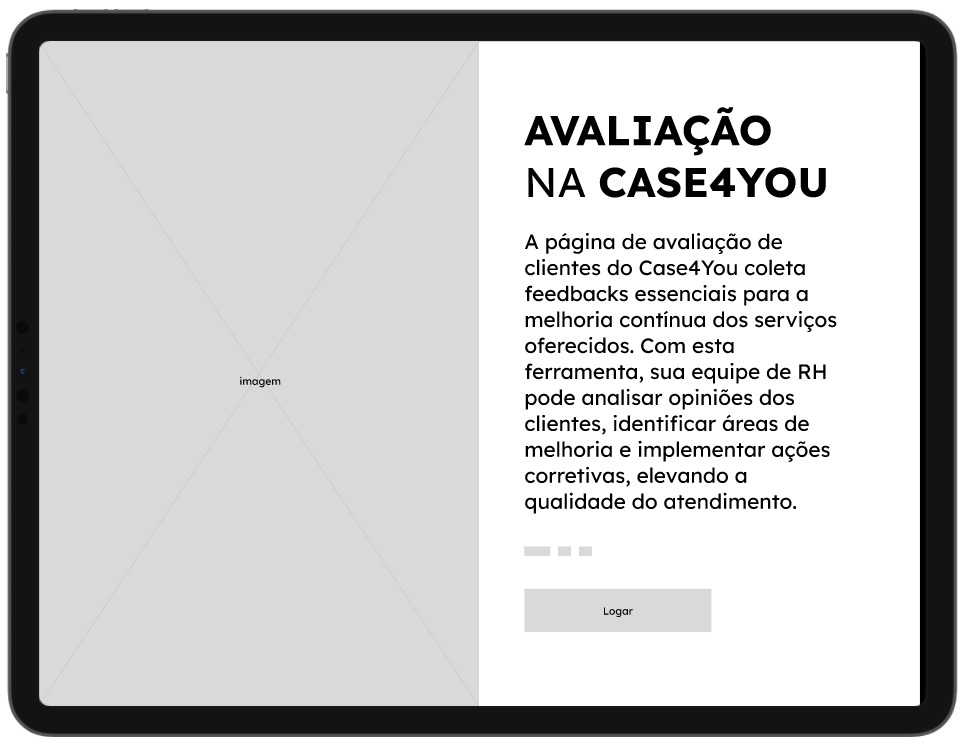 imagem
AVALIAÇÃO
NA CASE4YOU
A página de avaliação de
clientes do Case4You coleta
feedbacks essenciais para a
melhoria contínua dos serviços
oferecidos. Com esta
ferramenta, sua equipe de RH
pode analisar opiniões dos
clientes, identificar áreas de
melhoria e implementar ações
corretivas, elevando a
qualidade do atendimento.
Logar